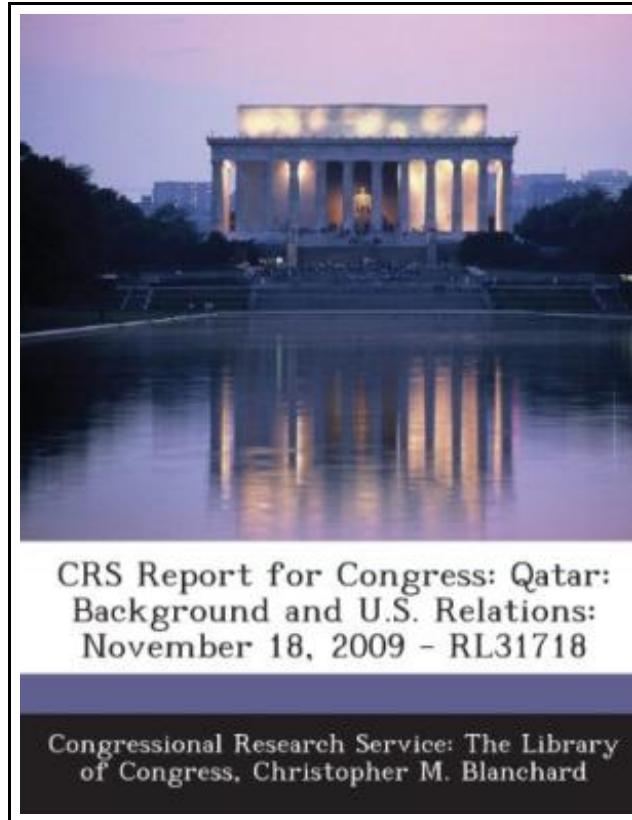 CRS Report for Congress: Qatar:
Background and U.S. Relations:
November 18, 2009 - RL31718
Congressional Research Service: The Library
of Congress, Christopher M. Blanchard